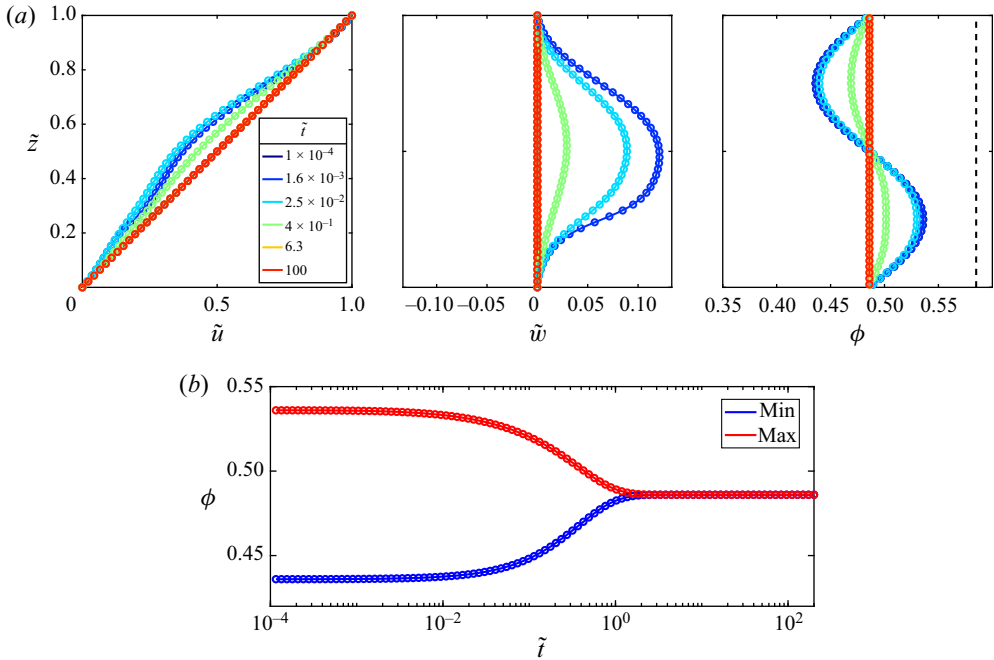 (a)
1.0
0.8
0.6
0.4
0.2
z̃
0
0.5
1.0
ũ
t̃
1 × 10⁻⁴
1.6 × 10⁻³
2.5 × 10⁻²
4 × 10⁻¹
6.3
100
−0.10
−0.05
0
0.05
0.10
w̃
0.35
0.40
0.45
0.50
0.55
ϕ
(b)
0.55
0.50
0.45
ϕ
Min
Max
10⁻⁴
10⁻²
10⁰
10²
t̃